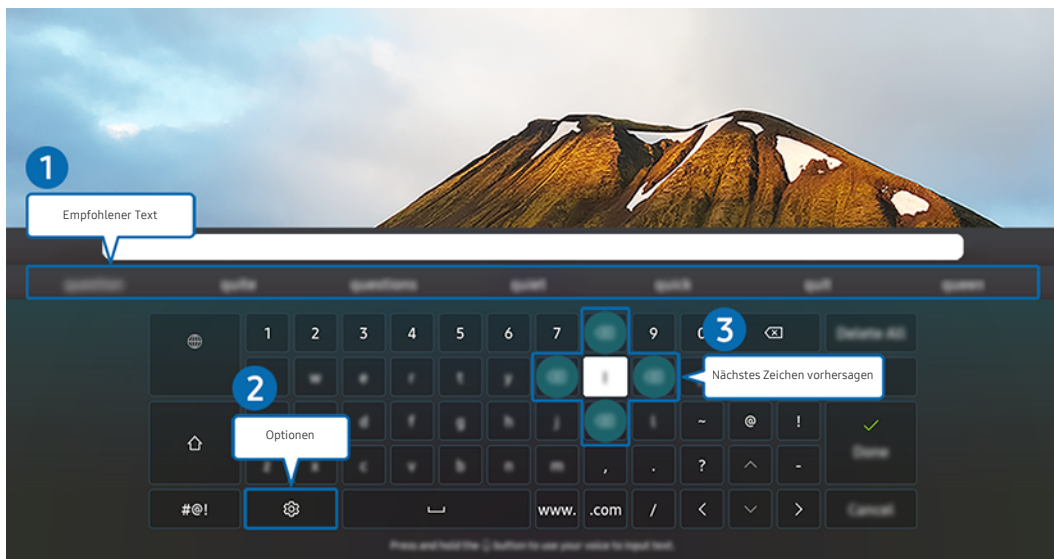 1
Empfohlener Text
quite
questions
quiet
quick
quit
queen
1 2 3 4 5 6 7 9
3
Delete All
Nächstes Zeichen vorhersagen
2
Optionen
~ @ !
Done
, . ? ^ -
#@! www. .com / < >
Cancel
Press and hold the button to use your voice to input text.